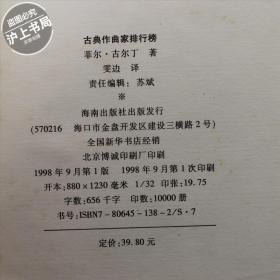 沪上书局
古典作曲家排行榜
菲尔·古尔丁 著
雯边 译
责任编辑：苏斌
※
海南出版社出版发行
(570216 海口市金盘开发区建设三横路2号)
全国新华书店经销
北京博诚印刷厂印刷
1998年9月第1版 1998年9月第1次印刷
开本：880×1230毫米 1/32 印张：19.75
字数：656千字 印数：10000册
书号：ISBN7-80645-138-2/S·7
定价：39.80元